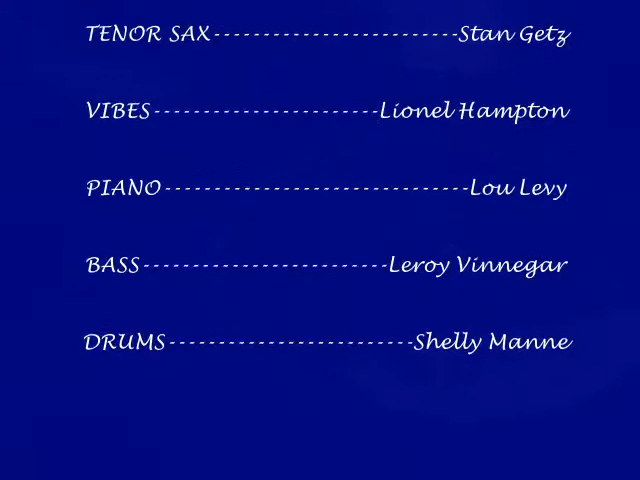 TENOR SAX-------------------------Stan Getz
VIBES-----------------------Lionel Hampton
PIANO-------------------------------Lou Levy
BASS-------------------------Leroy Vinnegar
DRUMS-------------------------Shelly Manne